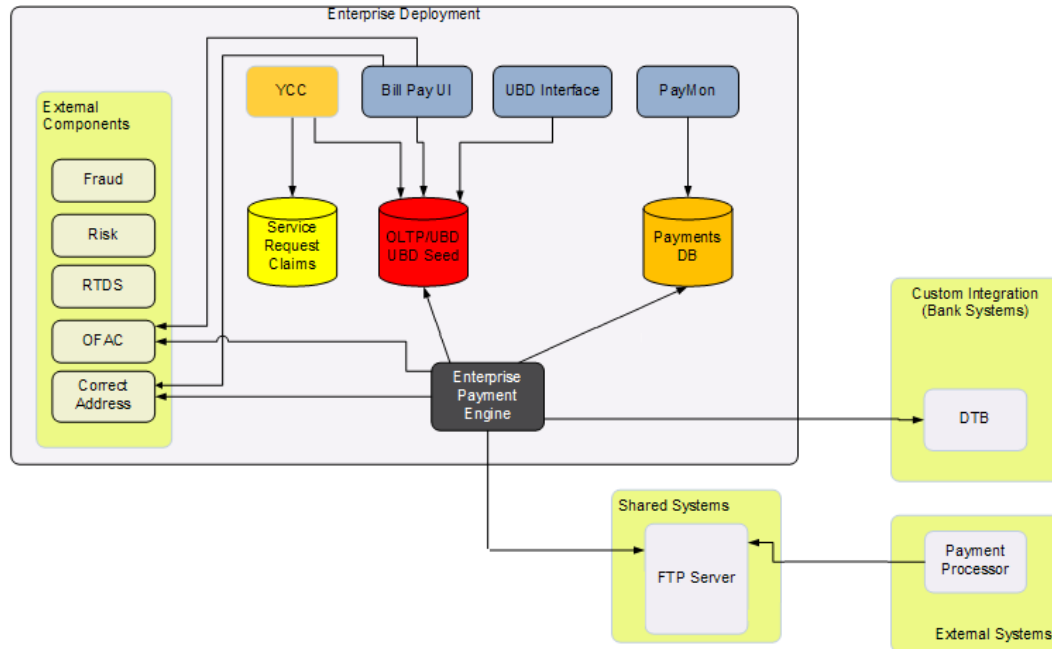 Enterprise Deployment
External
Components
Fraud
Risk
RTDS
OFAC
Correct
Address
YCC
Bill Pay UI
UBD Interface
PayMon
Service
Request
Claims
OLTP/UBD
UBD Seed
Payments
DB
Enterprise
Payment
Engine
Custom Integration
(Bank Systems)
DTB
Shared Systems
FTP Server
Payment
Processor
External Systems